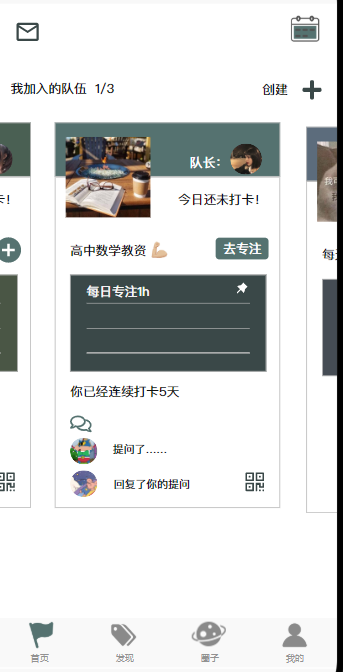 我加入的队伍 1/3
创建
卡！
队长：
今日还未打卡！
高中数学教资
去专注
每日专注1h
每
你已经连续打卡5天
提问了......
回复了你的提问
首页
发现
圈子
我的